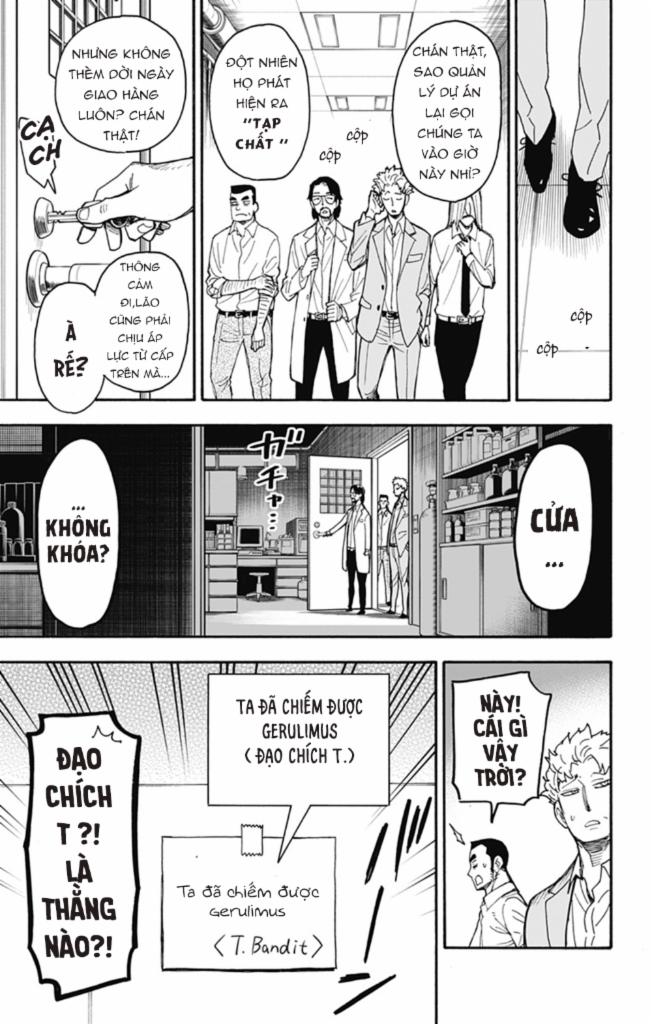 CHÁN THẬT,
SAO QUẢN
LÝ DỰ ÁN
LẠI GỌI
CHÚNG TA
VÀO GIỜ
NÀY NHỈ?
cộp
cộp
cộp
cộp
ĐỘT NHIÊN
HỌ PHÁT
HIỆN RA
"TẠP
CHẤT "
NHƯNG KHÔNG
THÈM DỜI NGÀY
GIAO HÀNG
LUÔN? CHÁN
THẬT!
CẠ
CH
THÔNG
CẢM
ĐI,LÃO
CŨNG PHẢI
CHỊU ÁP
LỰC TỪ CẤP
TRÊN MÀ...
À
RẾ?
CỬA
...
ガチャ…
...
KHÔNG
KHÓA?
NÀY!
CÁI GÌ
VẬY
TRỜI?
TA ĐÃ CHIẾM ĐƯỢC
GERULIMUS
( ĐẠO CHÍCH T.)
Ta đã chiếm được
Gerulimus
〈 T. Bandit 〉
ĐẠO
CHÍCH
T ?!
LÀ
THẰNG
NÀO?!